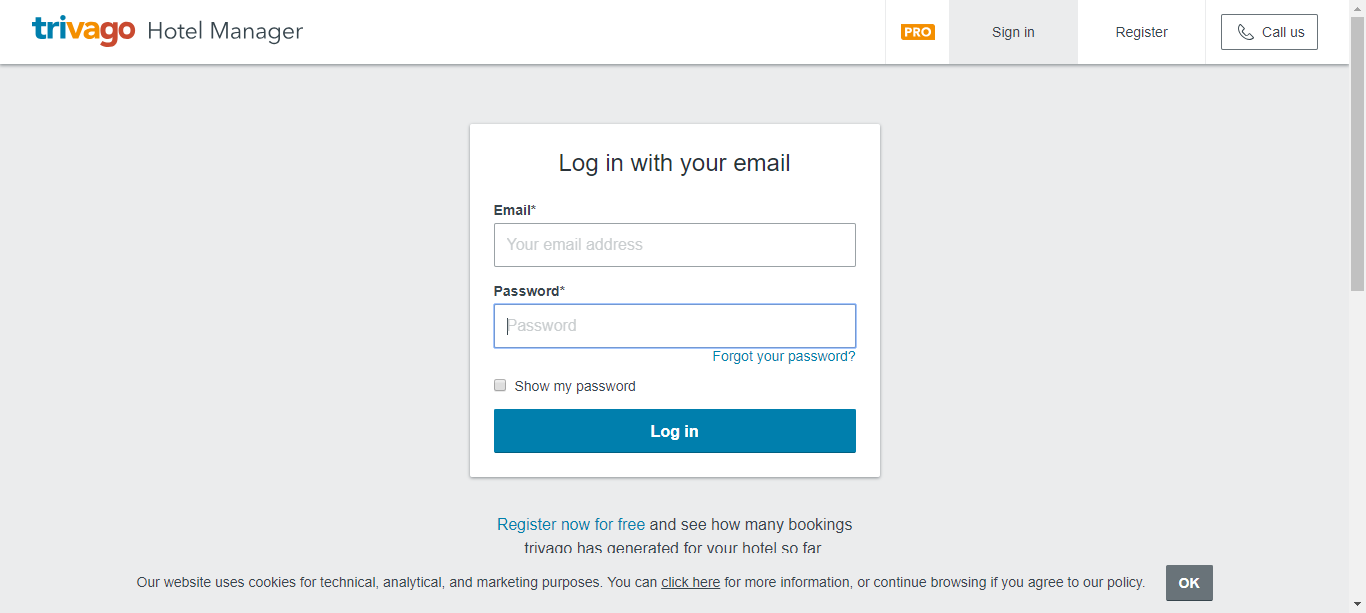 trivago Hotel Manager
PRO
Sign in
Register
Call us
Log in with your email
Email*
Your email address
Password*
Password
Forgot your password?
Show my password
Log in
Register now for free and see how many bookings
trivago has generated for your hotel so far
Our website uses cookies for technical, analytical, and marketing purposes. You can click here for more information, or continue browsing if you agree to our policy.
OK